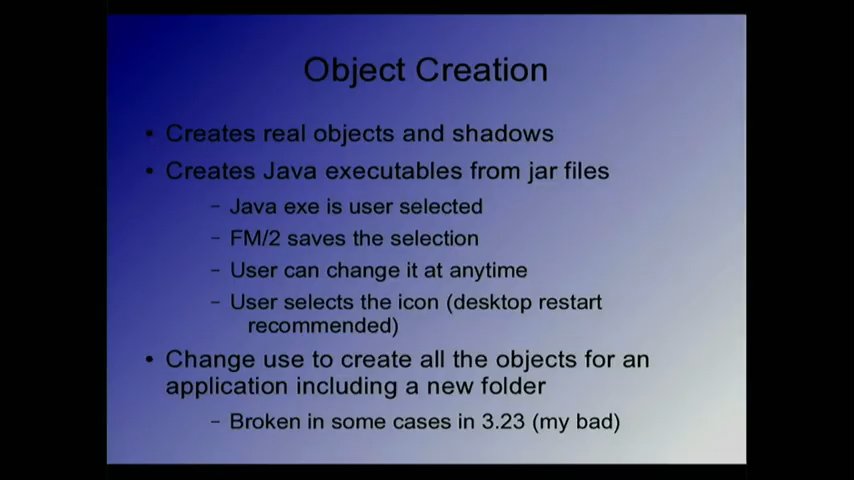 Object Creation
• Creates real objects and shadows
• Creates Java executables from jar files
– Java exe is user selected
– FM/2 saves the selection
– User can change it at anytime
– User selects the icon (desktop restart
recommended)
• Change use to create all the objects for an
application including a new folder
– Broken in some cases in 3.23 (my bad)